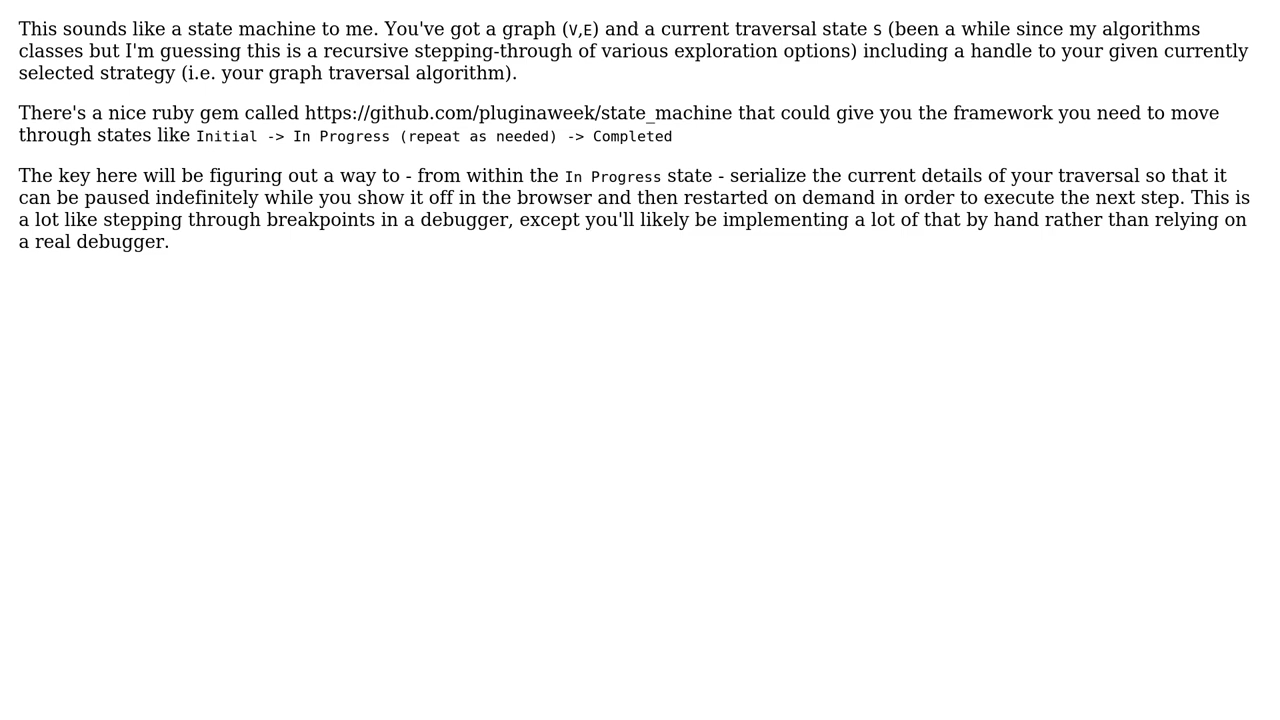 This sounds like a state machine to me. You've got a graph (V,E) and a current traversal state S (been a while since my algorithms
classes but I'm guessing this is a recursive stepping-through of various exploration options) including a handle to your given currently
selected strategy (i.e. your graph traversal algorithm).
There's a nice ruby gem called https://github.com/pluginaweek/state_machine that could give you the framework you need to move
through states like Initial -> In Progress (repeat as needed) -> Completed
The key here will be figuring out a way to - from within the In Progress state - serialize the current details of your traversal so that it
can be paused indefinitely while you show it off in the browser and then restarted on demand in order to execute the next step. This is
a lot like stepping through breakpoints in a debugger, except you'll likely be implementing a lot of that by hand rather than relying on
a real debugger.